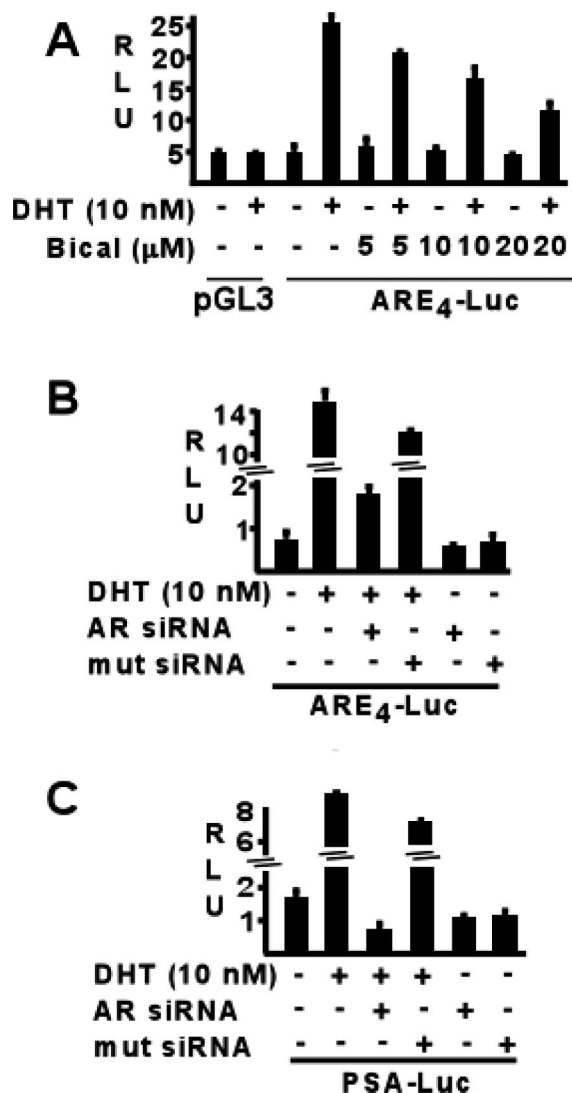 A
R
L
U
25
20
15
10
5
DHT (10 nM) - + - + - + - + - +
Bical (μM) - - - - 5 5 10 10 20 20
pGL3 ARE4-Luc
B
R
L
U
14
10
2
1
DHT (10 nM) - + + + - -
AR siRNA - - + - + -
mut siRNA - - - + - +
ARE4-Luc
C
R
L
U
8
6
2
1
DHT (10 nM) - + + + - -
AR siRNA - - + - + -
mut siRNA - - - + - +
PSA-Luc